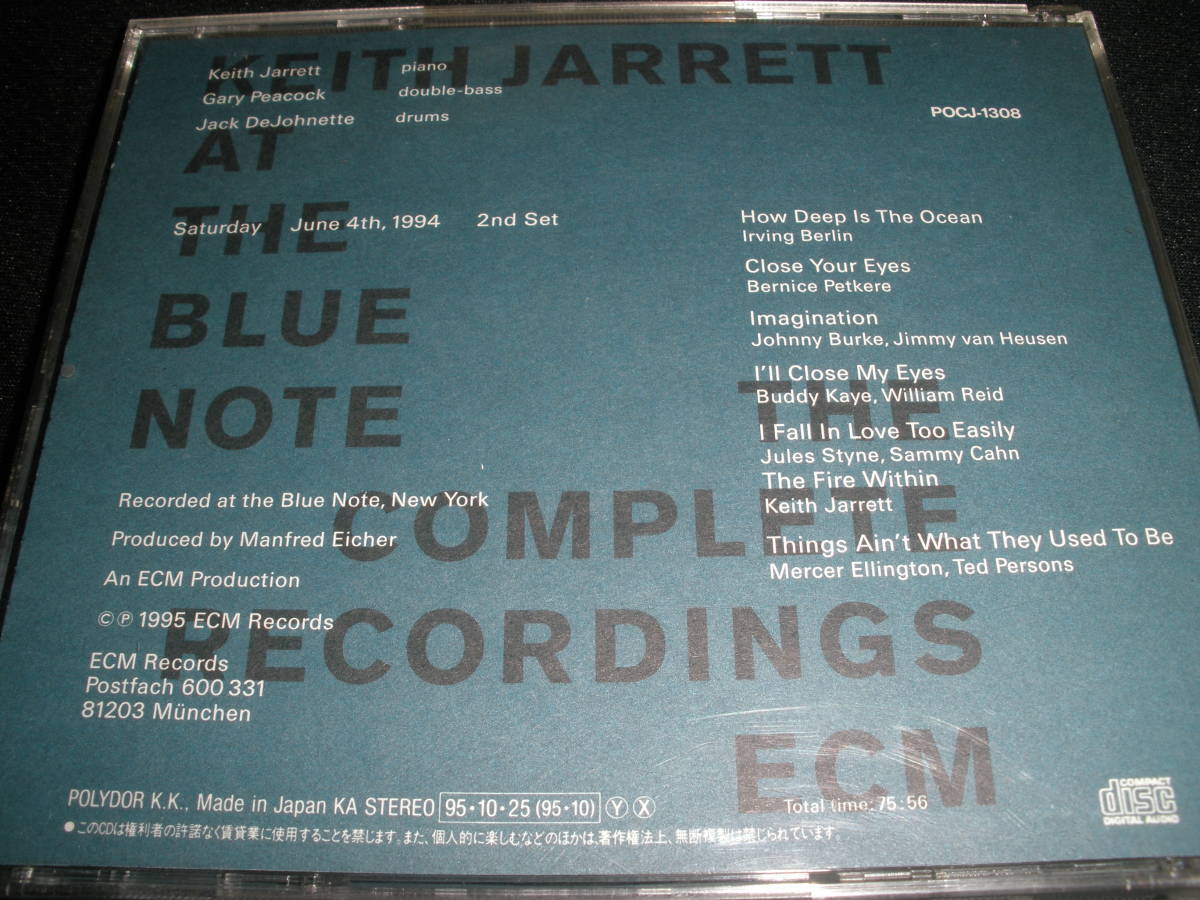 KEITH JARRETT
AT
THE
BLUE
NOTE
THE
COMPLETE
RECORDINGS
ECM
Keith Jarrett piano
Gary Peacock double-bass
Jack DeJohnette drums
POCJ-1308
Saturday June 4th, 1994 2nd Set
How Deep Is The Ocean
Irving Berlin
Close Your Eyes
Bernice Petkere
Imagination
Johnny Burke, Jimmy van Heusen
I'll Close My Eyes
Buddy Kaye, William Reid
I Fall In Love Too Easily
Jules Styne, Sammy Cahn
The Fire Within
Keith Jarrett
Things Ain't What They Used To Be
Mercer Ellington, Ted Persons
Recorded at the Blue Note, New York
Produced by Manfred Eicher
An ECM Production
©℗ 1995 ECM Records
ECM Records
Postfach 600 331
81203 München
POLYDOR K.K., Made in Japan KA STEREO 95・10・25 (95・10) Ⓨ Ⓧ
Total time: 75:56
COMPACT
disc
DIGITAL AUDIO
●このCDは権利者の許諾なく賃貸業に使用することを禁じます。また、個人的に楽しむなどのほかは、著作権法上、無断複製は禁じられています。